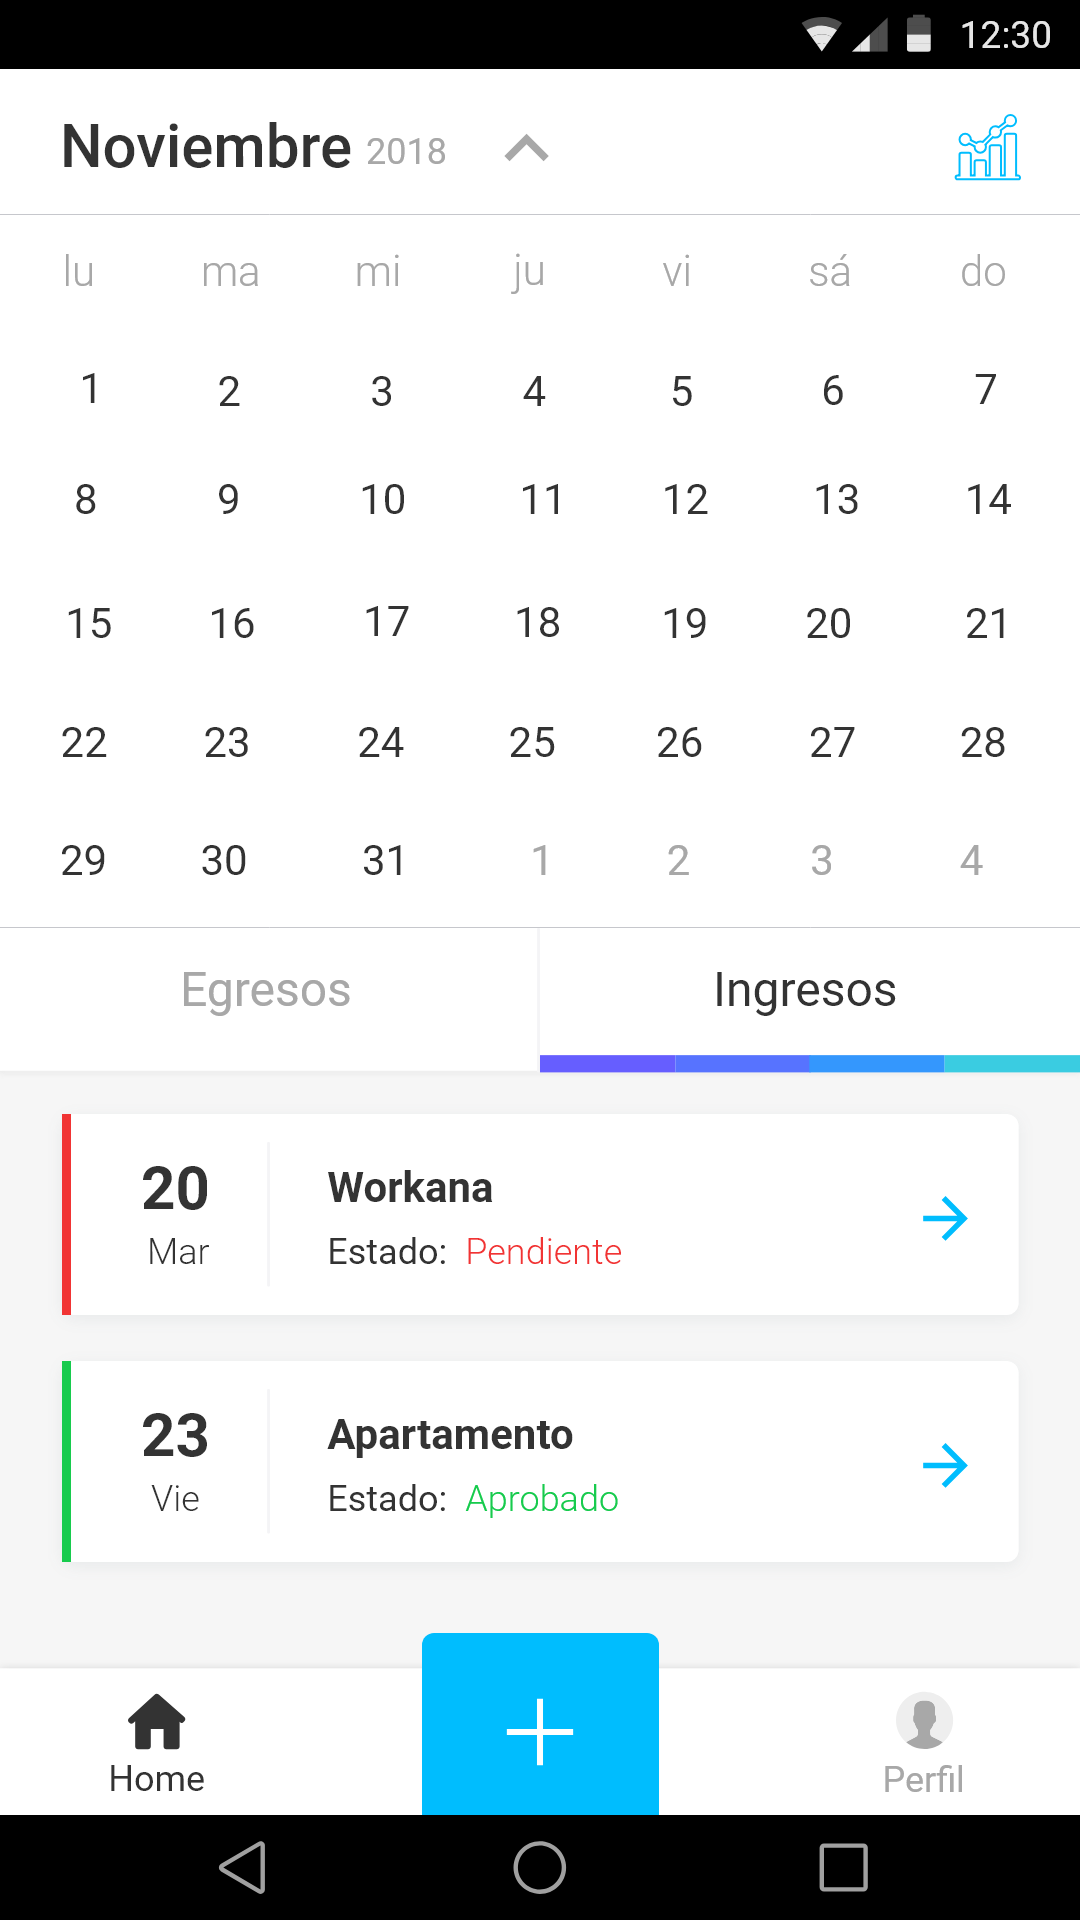 12:30
Noviembre 2018
lu ma mi ju vi sá do
1 2 3 4 5 6 7
8 9 10 11 12 13 14
15 16 17 18 19 20 21
22 23 24 25 26 27 28
29 30 31 1 2 3 4
Egresos Ingresos
20 Workana
Mar Estado: Pendiente
23 Apartamento
Vie Estado: Aprobado
Home Perfil